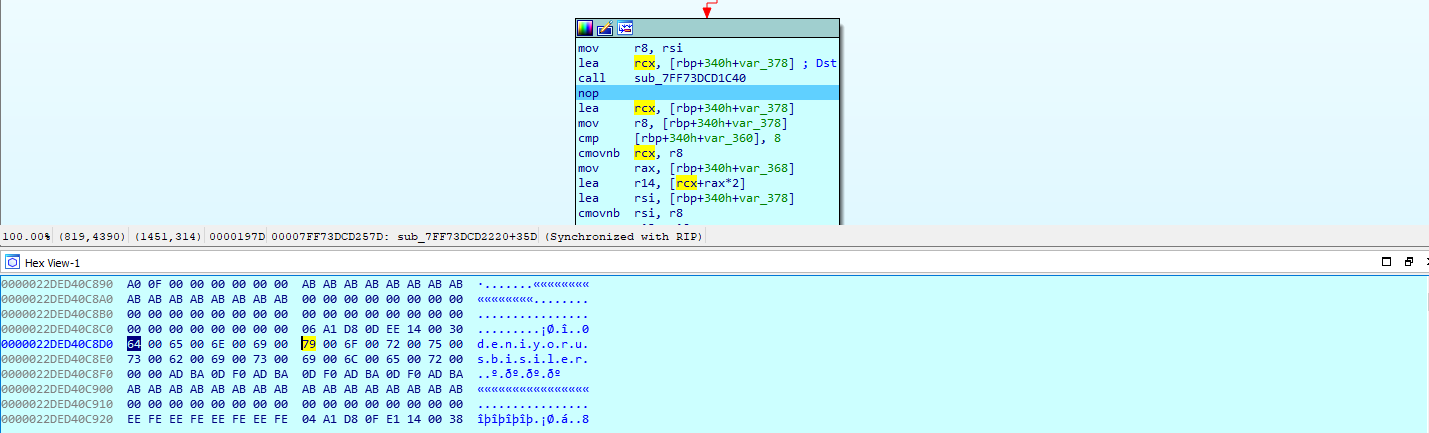 mov r8, rsi
lea rcx, [rbp+340h+var_378] ; Dst
call sub_7FF73DCD1C40
nop
lea rcx, [rbp+340h+var_378]
mov r8, [rbp+340h+var_378]
cmp [rbp+340h+var_360], 8
cmovnb rcx, r8
mov rax, [rbp+340h+var_368]
lea r14, [rcx+rax*2]
lea rsi, [rbp+340h+var_378]
cmovnb rsi, r8
100.00% (819,4390) (1451,314) 0000197D 00007FF73DCD257D: sub_7FF73DCD2220+35D (Synchronized with RIP)
Hex View-1
0000022DED40C890 A0 0F 00 00 00 00 00 00 AB AB AB AB AB AB AB AB ·.......««««««««
0000022DED40C8A0 AB AB AB AB AB AB AB AB 00 00 00 00 00 00 00 00 ««««««««........
0000022DED40C8B0 00 00 00 00 00 00 00 00 00 00 00 00 00 00 00 00 ................
0000022DED40C8C0 00 00 00 00 00 00 00 00 06 A1 D8 0D EE 14 00 30 .........¡Ø.î..0
0000022DED40C8D0 64 00 65 00 6E 00 69 00 79 00 6F 00 72 00 75 00 d.e.n.i.y.o.r.u.
0000022DED40C8E0 73 00 62 00 69 00 73 00 69 00 6C 00 65 00 72 00 s.b.i.s.i.l.e.r.
0000022DED40C8F0 00 00 AD BA 0D F0 AD BA 0D F0 AD BA 0D F0 AD BA ..º.ðº.ðº.ðº
0000022DED40C900 AB AB AB AB AB AB AB AB AB AB AB AB AB AB AB AB ««««««««««««««««
0000022DED40C910 00 00 00 00 00 00 00 00 00 00 00 00 00 00 00 00 ................
0000022DED40C920 EE FE EE FE EE FE EE FE 04 A1 D8 0F E1 14 00 38 îþîþîþîþ.¡Ø.á..8